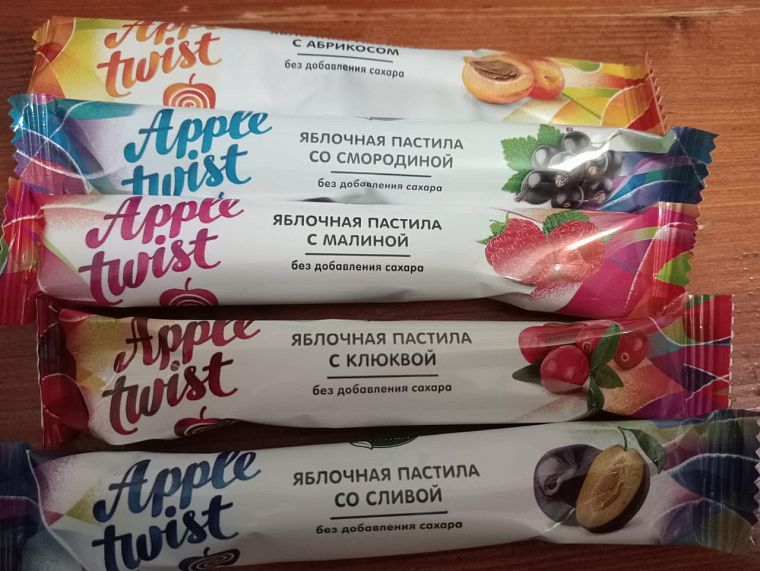 Apple
twist
С АБРИКОСОМ
без добавления сахара
Apple
twist
ЯБЛОЧНАЯ ПАСТИЛА
СО СМОРОДИНОЙ
без добавления сахара
Apple
twist
ЯБЛОЧНАЯ ПАСТИЛА
С МАЛИНОЙ
без добавления сахара
Apple
twist
ЯБЛОЧНАЯ ПАСТИЛА
С КЛЮКВОЙ
без добавления сахара
Apple
twist
ЯБЛОЧНАЯ ПАСТИЛА
СО СЛИВОЙ
без добавления сахара